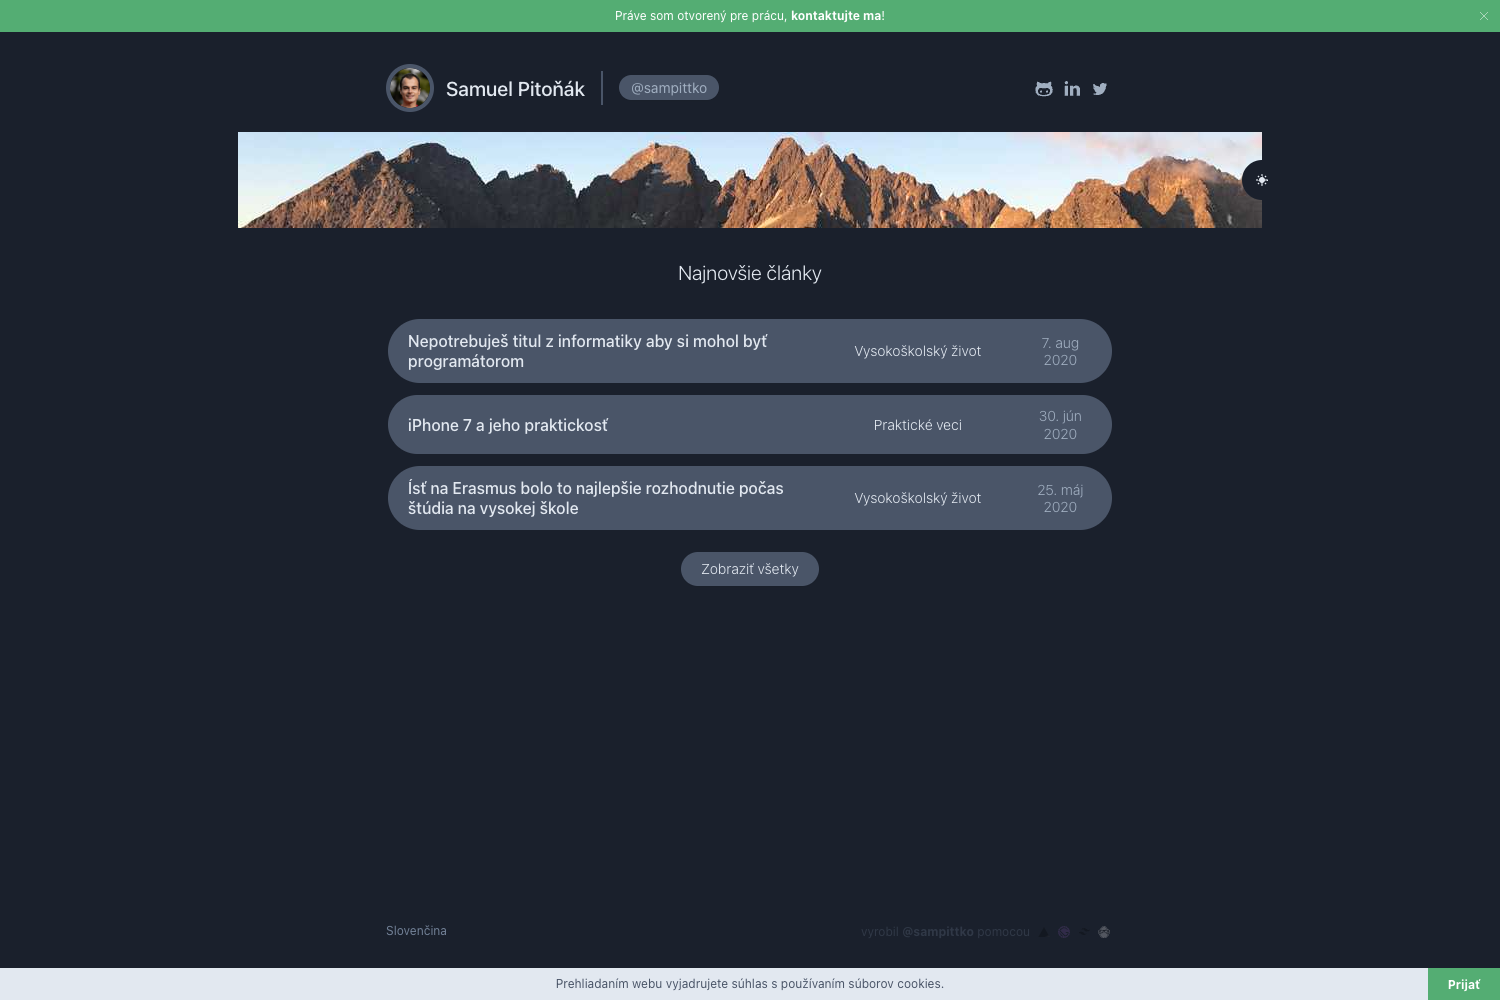 Práve som otvorený pre prácu, kontaktujte ma!
Samuel Pitoňák
@sampittko
Najnovšie články
Nepotrebuješ titul z informatiky aby si mohol byť
programátorom
Vysokoškolský život
7. aug
2020
iPhone 7 a jeho praktickosť
Praktické veci
30. jún
2020
Ísť na Erasmus bolo to najlepšie rozhodnutie počas
štúdia na vysokej škole
Vysokoškolský život
25. máj
2020
Zobraziť všetky
Slovenčina
vyrobil @sampittko pomocou
Prehliadaním webu vyjadrujete súhlas s používaním súborov cookies.
Prijať